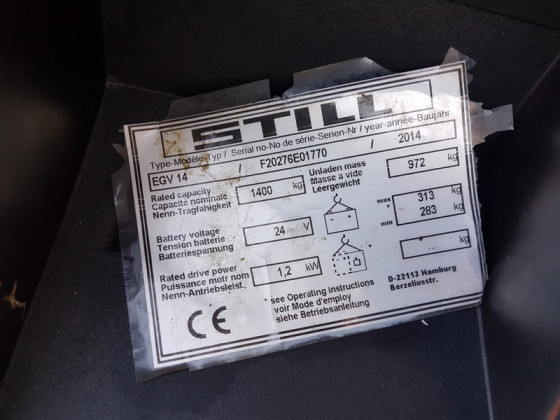 STILL
Type-Modèle-Typ / Serial no-No de série-Serien-Nr / year-année-Baujahr
EGV 14 / F20276E01770 / 2014
Rated capacity
Capacité nominale
Nenn-Tragfähigkeit
1400 kg
Unladen mass
Masse a vide
Leergewicht
972 kg
Battery voltage
Tension batterie
Batteriespannung
24 V
max 313 kg
* 283 kg
min
Rated drive power
Puissance motr nom
Nenn-Antriebsleist.
1,2 kW
... kg
*see Operating instructions
voir Mode d'employ
siehe Betriebsanleitung
D-22113 Hamburg
Berzeliusstr.
CE